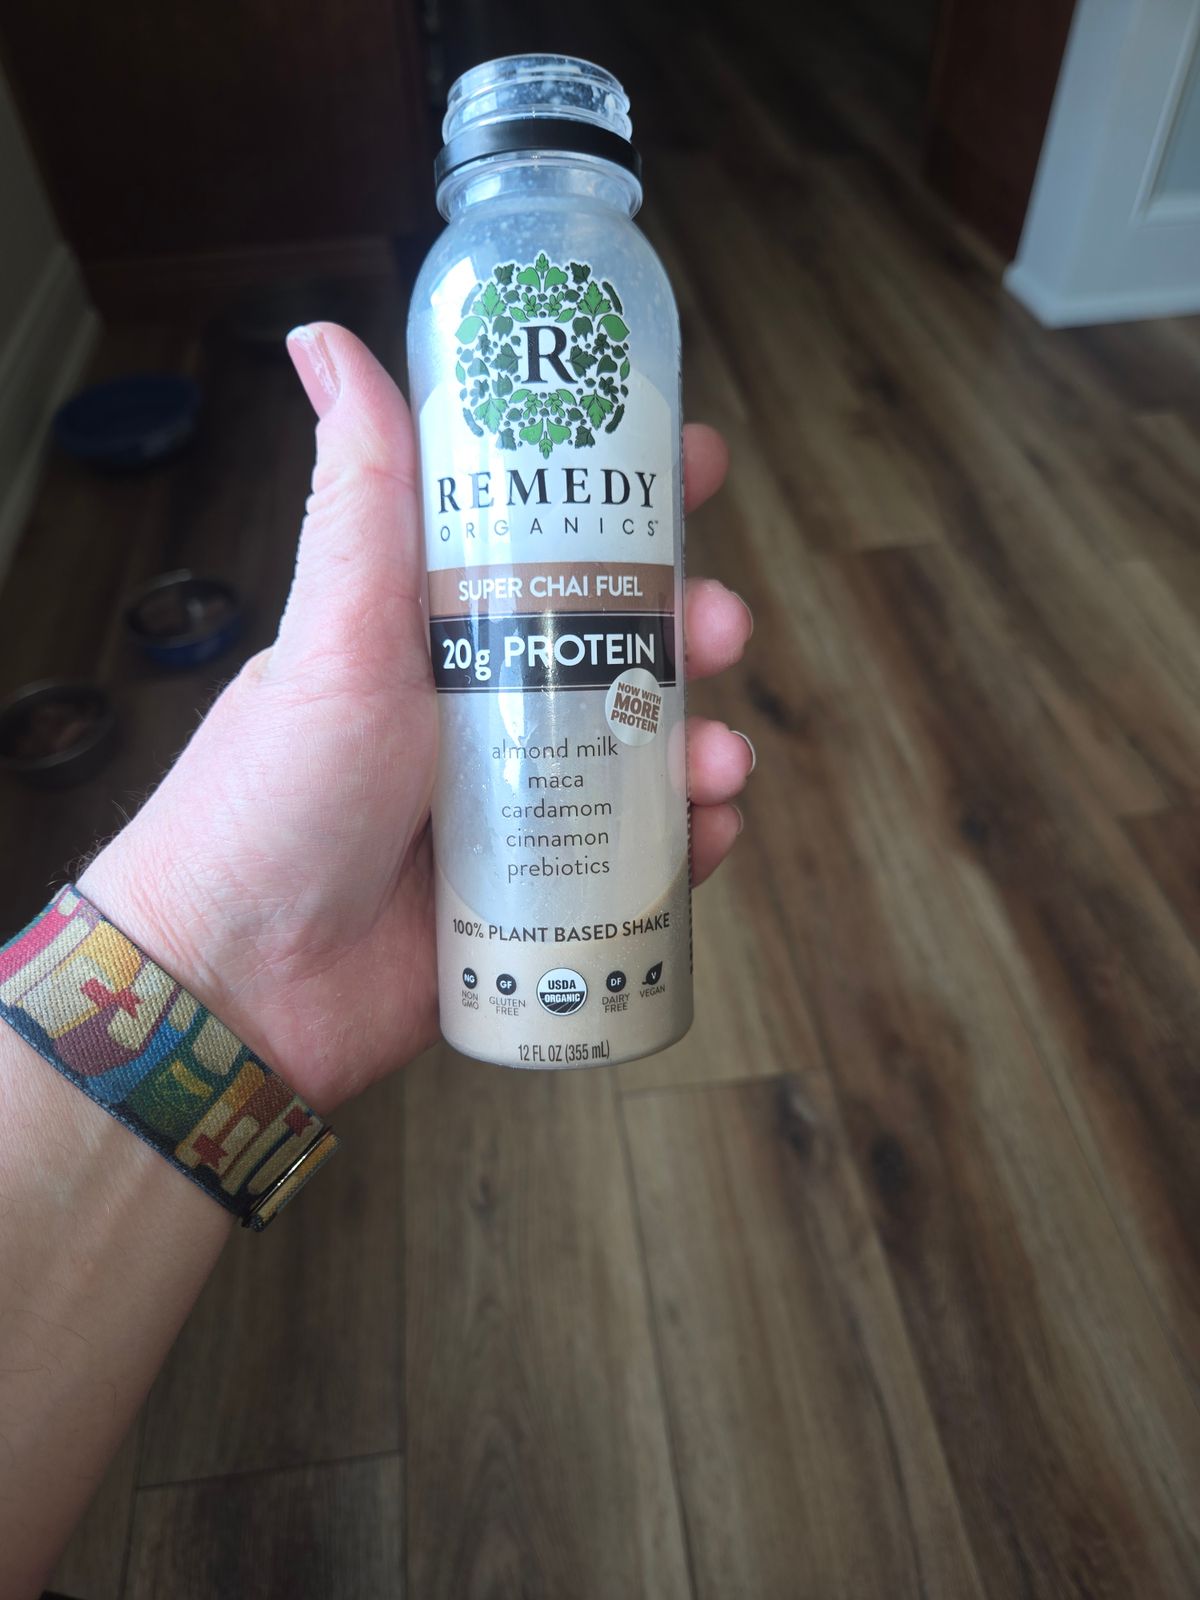 R
REMEDY
ORGANICS™
SUPER CHAI FUEL
20g PROTEIN
NOW WITH
MORE
PROTEIN
almond milk
maca
cardamom
cinnamon
prebiotics
100% PLANT BASED SHAKE
NG
NON
GMO
GF
GLUTEN
FREE
USDA
ORGANIC
DF
DAIRY
FREE
V
VEGAN
12 FL OZ (355 mL)